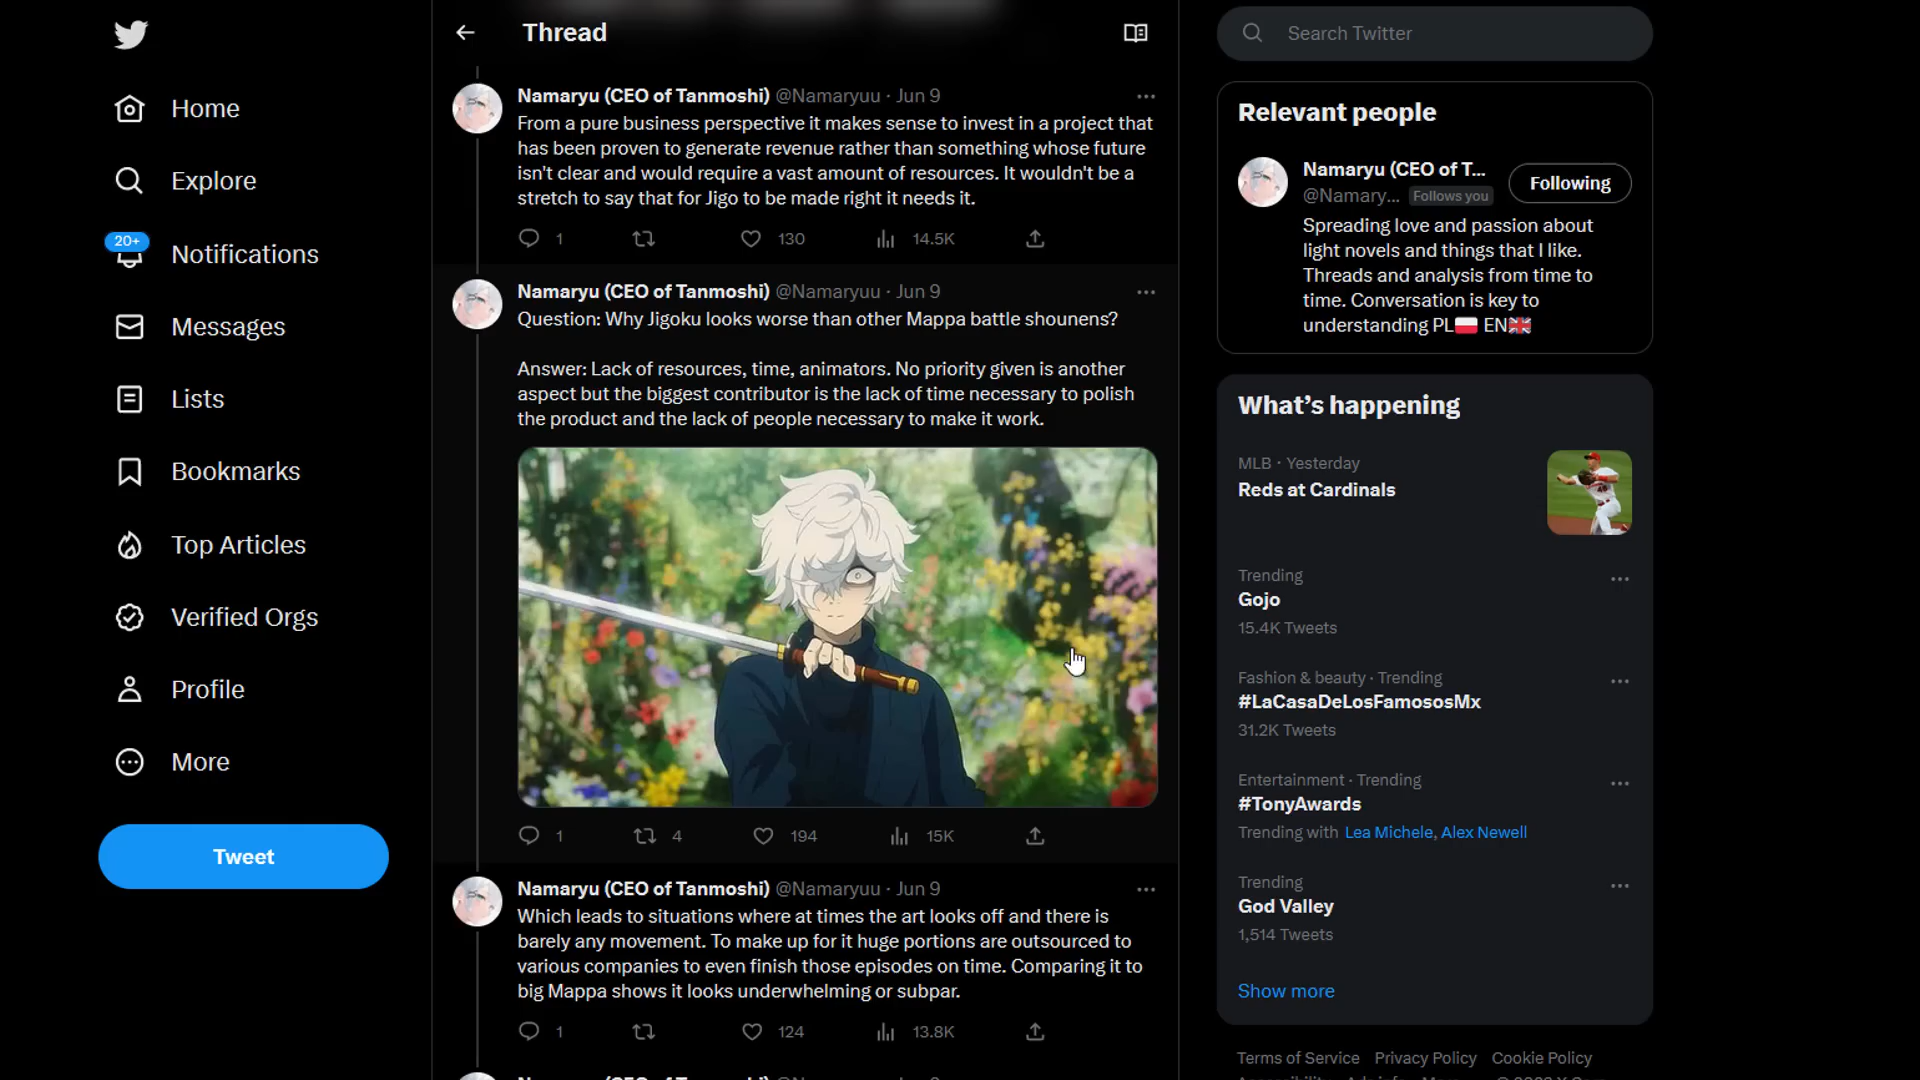 Home
Explore
20+
Notifications
Messages
Lists
Bookmarks
Top Articles
Verified Orgs
Profile
More
Tweet
Thread
Namaryu (CEO of Tanmoshi) @Namaryuu · Jun 9
From a pure business perspective it makes sense to invest in a project that
has been proven to generate revenue rather than something whose future
isn't clear and would require a vast amount of resources. It wouldn't be a
stretch to say that for Jigo to be made right it needs it.
1 130 14.5K
Namaryu (CEO of Tanmoshi) @Namaryuu · Jun 9
Question: Why Jigoku looks worse than other Mappa battle shounens?
Answer: Lack of resources, time, animators. No priority given is another
aspect but the biggest contributor is the lack of time necessary to polish
the product and the lack of people necessary to make it work.
1 4 194 15K
Namaryu (CEO of Tanmoshi) @Namaryuu · Jun 9
Which leads to situations where at times the art looks off and there is
barely any movement. To make up for it huge portions are outsourced to
various companies to even finish those episodes on time. Comparing it to
big Mappa shows it looks underwhelming or subpar.
1 124 13.8K
Search Twitter
Relevant people
Namaryu (CEO of T...
Following
@Namary... Follows you
Spreading love and passion about
light novels and things that I like.
Threads and analysis from time to
time. Conversation is key to
understanding PL🇵🇱 EN🇬🇧
What's happening
MLB · Yesterday
Reds at Cardinals
Trending
Gojo
15.4K Tweets
Fashion & beauty · Trending
#LaCasaDeLosFamososMx
31.2K Tweets
Entertainment · Trending
#TonyAwards
Trending with Lea Michele, Alex Newell
Trending
God Valley
1,514 Tweets
Show more
Terms of Service Privacy Policy Cookie Policy